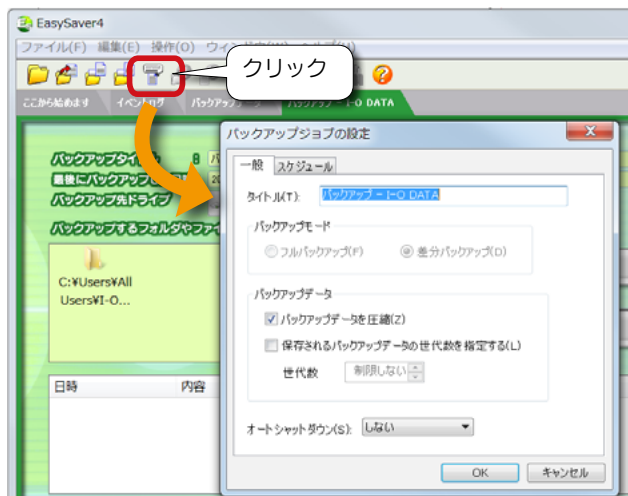 EasySaver4
ファイル(F) 編集(E) 操作(O)
クリック
ここから始めます イベントログ バックアップデータ バックアップ - I-O DATA
バックアップジョブの設定
一般 スケジュール
タイトル(T): バックアップ - I-O DATA
バックアップモード
フルバックアップ(F) 差分バックアップ(D)
バックアップデータ
バックアップデータを圧縮(Z)
保存されるバックアップデータの世代数を指定する(L)
世代数 制限しない
オートシャットダウン(S): しない
OK キャンセル
バックアップタイ
最後にバックアップ
バックアップ先ドライブ
バックアップするフォルダやファイ
C:¥Users¥All
Users¥I-O...
日時 内容